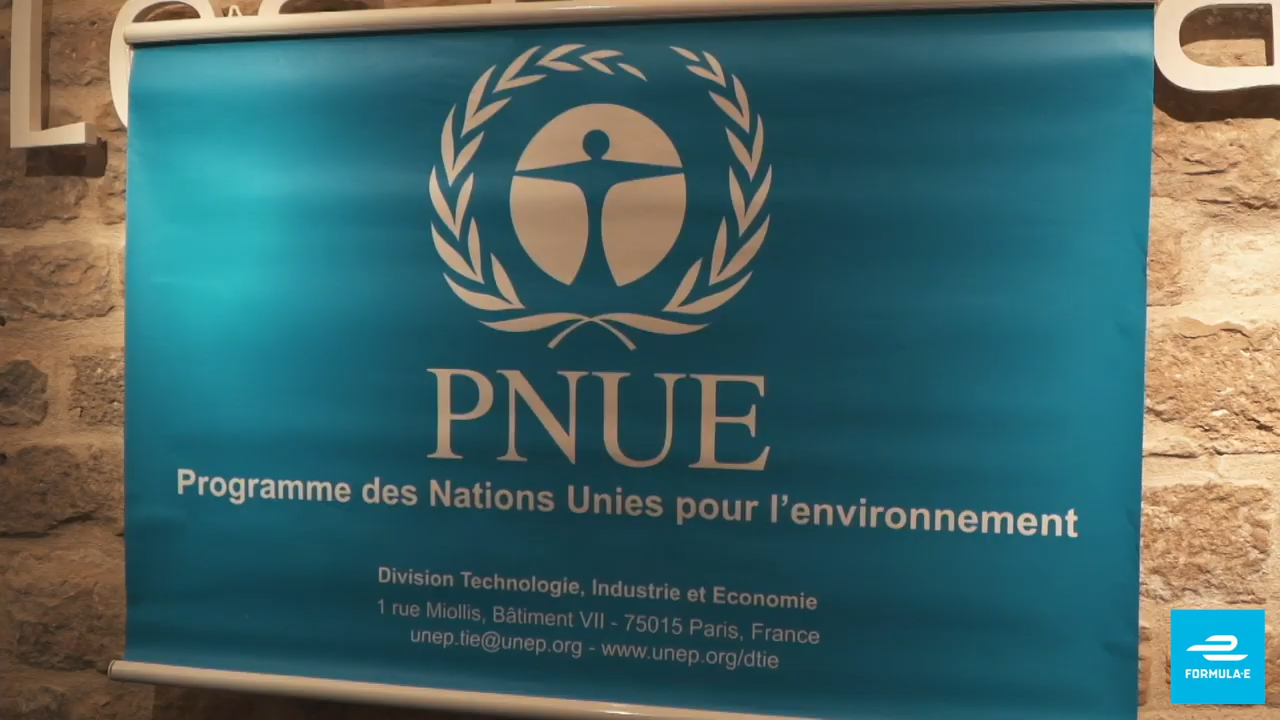 PNUE
Programme des Nations Unies pour l'environnement
Division Technologie, Industrie et Economie
1 rue Miollis, Bâtiment VII - 75015 Paris, France
unep.tie@unep.org - www.unep.org/dtie
FORMULA-E